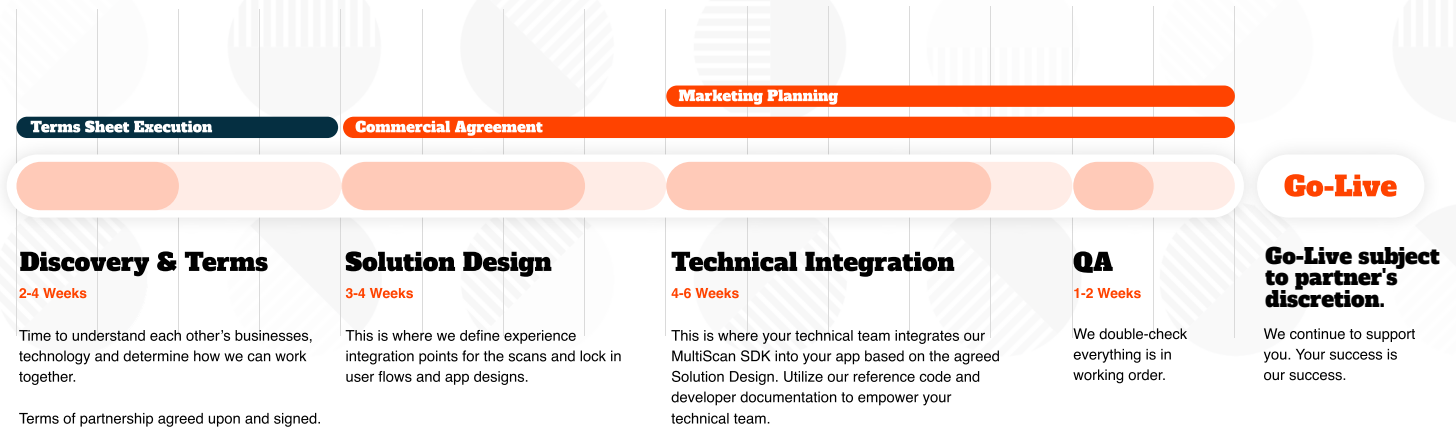 Marketing Planning
Terms Sheet Execution
Commercial Agreement
Go-Live
Discovery & Terms
2-4 Weeks
Time to understand each other’s businesses,
technology and determine how we can work
together.
Terms of partnership agreed upon and signed.
Solution Design
3-4 Weeks
This is where we define experience
integration points for the scans and lock in
user flows and app designs.
Technical Integration
4-6 Weeks
This is where your technical team integrates our
MultiScan SDK into your app based on the agreed
Solution Design. Utilize our reference code and
developer documentation to empower your
technical team.
QA
1-2 Weeks
We double-check
everything is in
working order.
Go-Live subject
to partner's
discretion.
We continue to support
you. Your success is
our success.